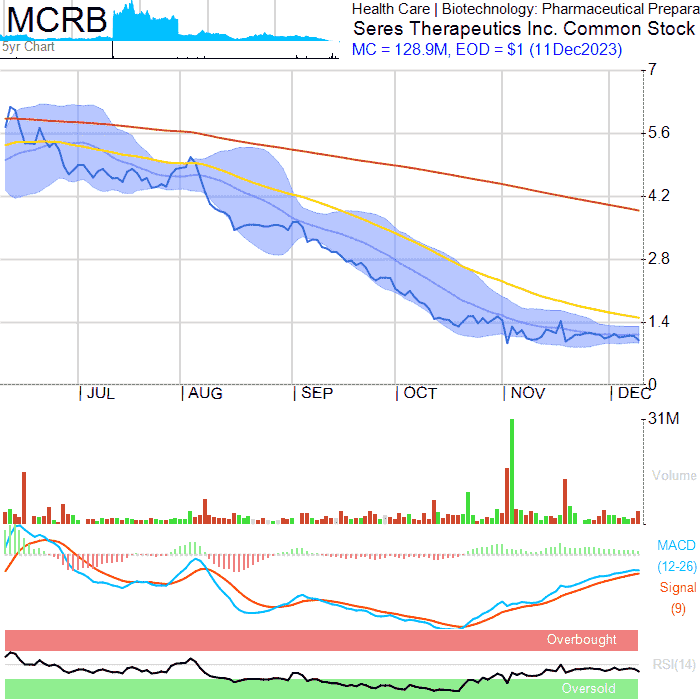 MCRB
5yr Chart
Health Care | Biotechnology: Pharmaceutical Prepara
Seres Therapeutics Inc. Common Stock
MC = 128.9M, EOD = $1 (11Dec2023)
7
5.6
4.2
2.8
1.4
0
JUL AUG SEP OCT NOV DEC
31M
Volume
MACD
(12-26)
Signal
(9)
Overbought
RSI(14)
Oversold